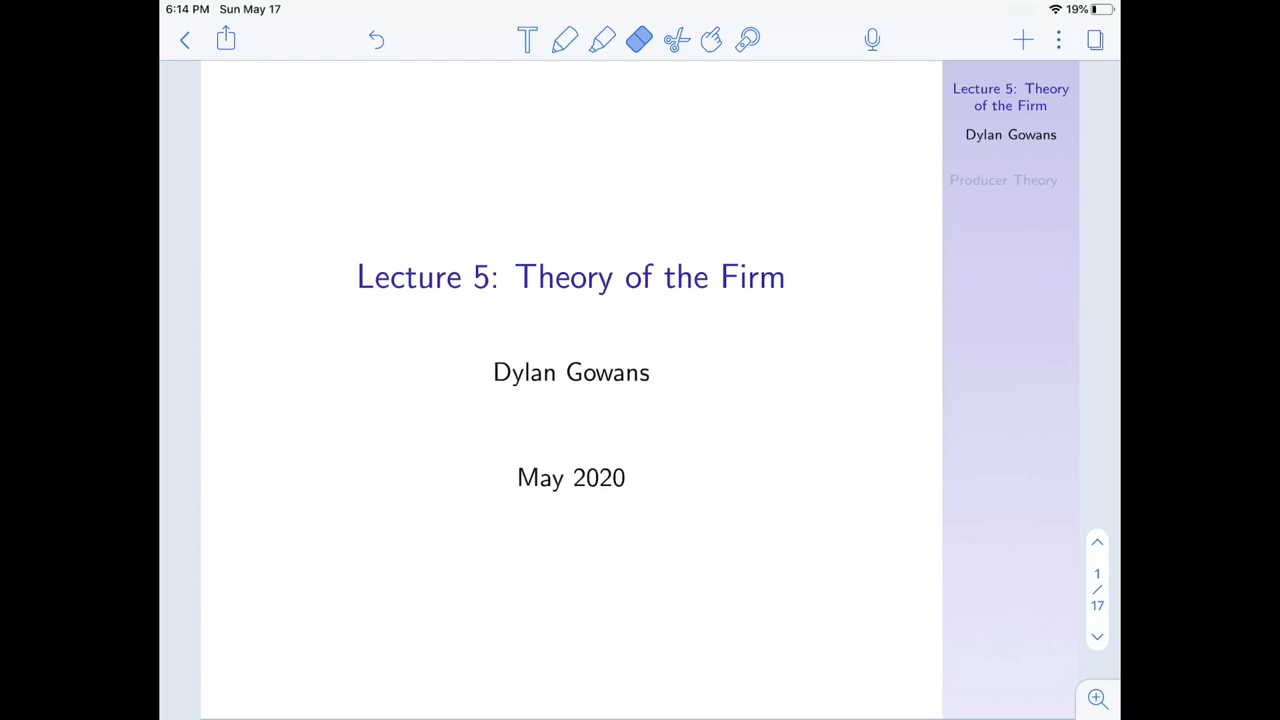 6:14 PM Sun May 17
19%
T
Lecture 5: Theory of the Firm
Dylan Gowans
May 2020
Lecture 5: Theory
of the Firm
Dylan Gowans
Producer Theory
1
/
17